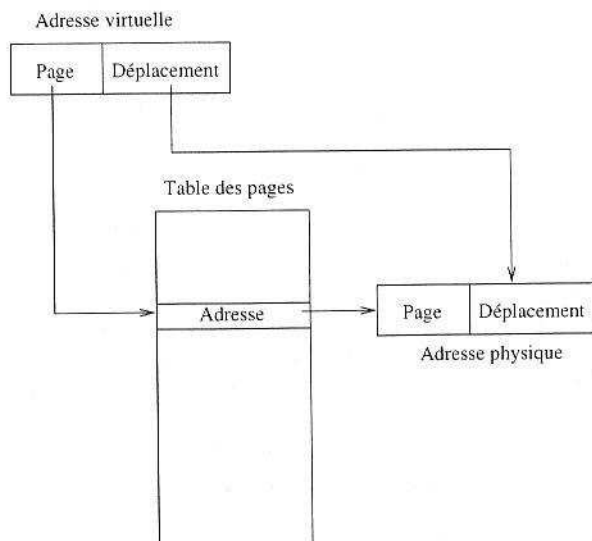 Adresse virtuelle
Page
Déplacement
Table des pages
Adresse
Page
Déplacement
Adresse physique